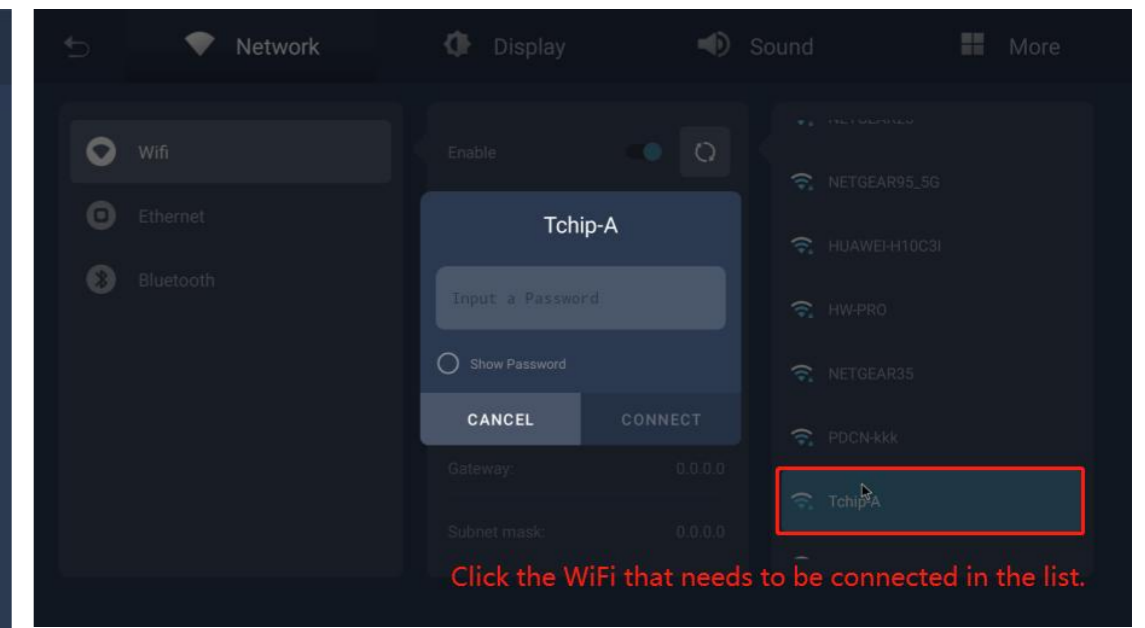 Network
Display
Sound
More
Wifi
Ethernet
Bluetooth
Enable
Tchip-A
Input a Password
Show Password
CANCEL
CONNECT
Gateway: 0.0.0.0
Subnet mask: 0.0.0.0
NETGEAR95_5G
HUAWEI-H10C3I
HW-PRO
NETGEAR35
PDCN-kkk
Tchip-A
Click the WiFi that needs to be connected in the list.